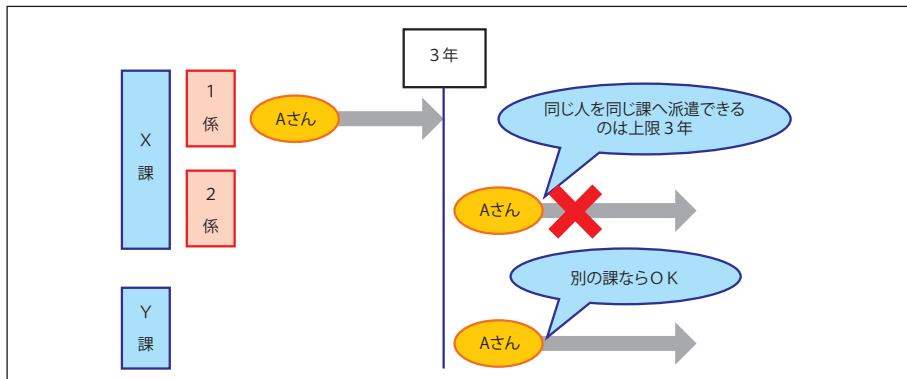 3年
X
課
1
係
Aさん
同じ人を同じ課へ派遣できる
のは上限3年
2
係
Aさん
別の課ならOK
Y
課
Aさん